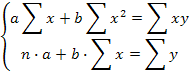 a∑x + b∑x² = ∑xy
n·a + b·∑x = ∑y